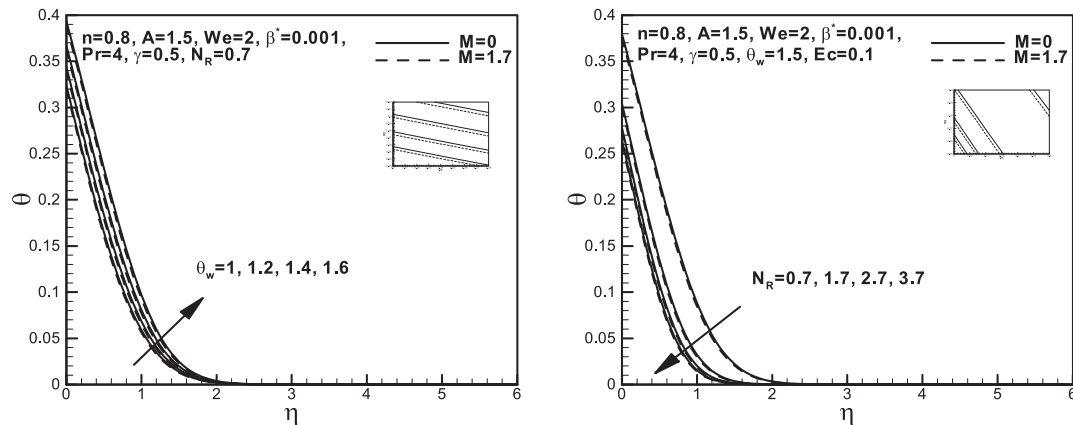 n=0.8, A=1.5, We=2, β*=0.001,
Pr=4, γ=0.5, N_R=0.7
M=0
M=1.7
θ_w=1, 1.2, 1.4, 1.6
θ
0.4
0.35
0.3
0.25
0.2
0.15
0.1
0.05
0
0 1 2 3 4 5 6
η
n=0.8, A=1.5, We=2, β*=0.001,
Pr=4, γ=0.5, θ_w=1.5, Ec=0.1
M=0
M=1.7
N_R=0.7, 1.7, 2.7, 3.7
θ
0.4
0.35
0.3
0.25
0.2
0.15
0.1
0.05
0
0 1 2 3 4 5 6
η